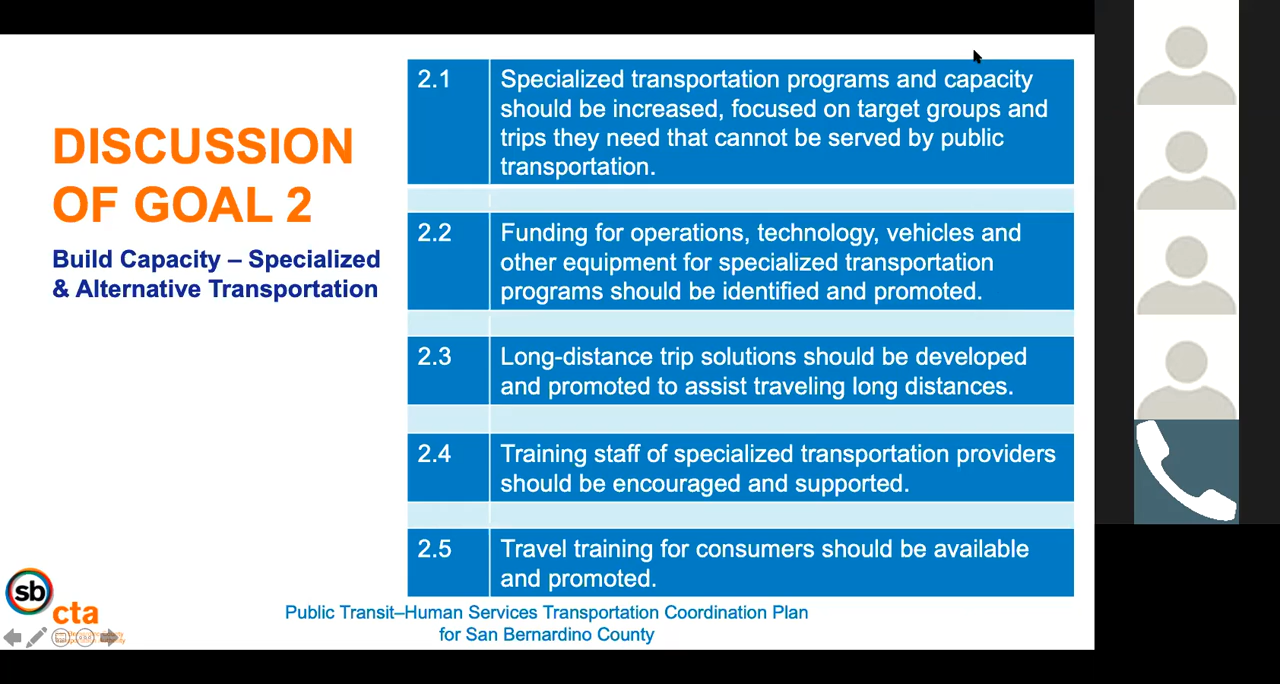 DISCUSSION
OF GOAL 2
Build Capacity – Specialized
& Alternative Transportation
2.1 Specialized transportation programs and capacity
should be increased, focused on target groups and
trips they need that cannot be served by public
transportation.
2.2 Funding for operations, technology, vehicles and
other equipment for specialized transportation
programs should be identified and promoted.
2.3 Long-distance trip solutions should be developed
and promoted to assist traveling long distances.
2.4 Training staff of specialized transportation providers
should be encouraged and supported.
2.5 Travel training for consumers should be available
and promoted.
sb
cta
Public Transit–Human Services Transportation Coordination Plan
for San Bernardino County